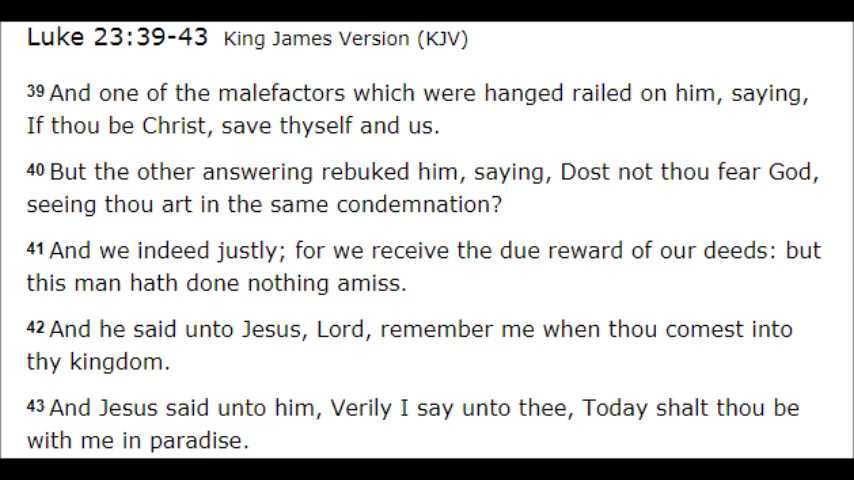 Luke 23:39-43 King James Version (KJV)
39 And one of the malefactors which were hanged railed on him, saying,
If thou be Christ, save thyself and us.
40 But the other answering rebuked him, saying, Dost not thou fear God,
seeing thou art in the same condemnation?
41 And we indeed justly; for we receive the due reward of our deeds: but
this man hath done nothing amiss.
42 And he said unto Jesus, Lord, remember me when thou comest into
thy kingdom.
43 And Jesus said unto him, Verily I say unto thee, Today shalt thou be
with me in paradise.